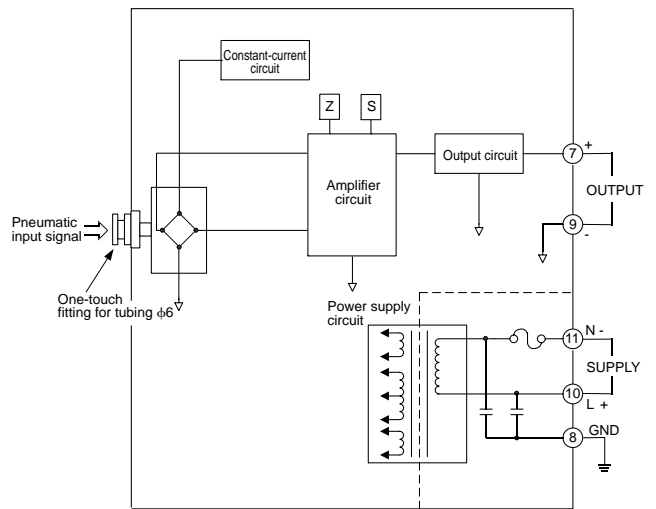 Constant-current
circuit
Z
S
Amplifier
circuit
Output circuit
7
+
OUTPUT
9
-
Pneumatic
input signal
One-touch
fitting for tubing ϕ6
Power supply
circuit
11
N -
SUPPLY
10
L +
8
GND